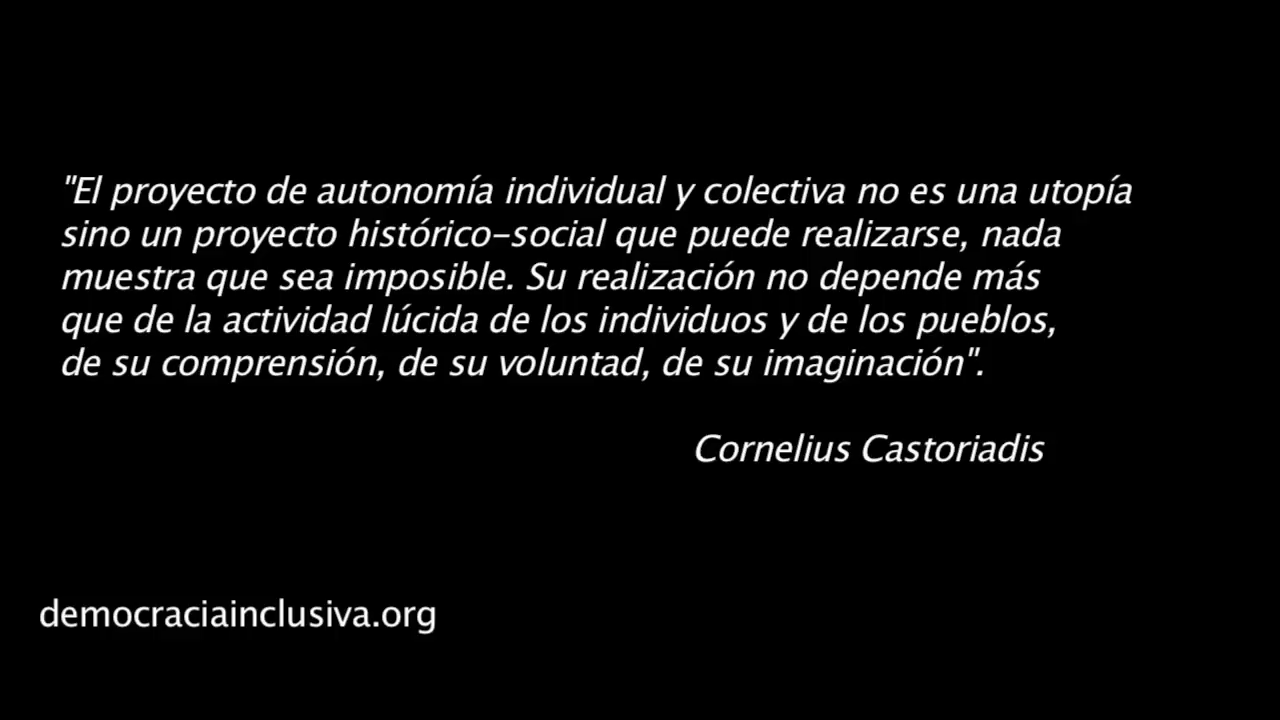 "El proyecto de autonomía individual y colectiva no es una utopía
sino un proyecto histórico-social que puede realizarse, nada
muestra que sea imposible. Su realización no depende más
que de la actividad lúcida de los individuos y de los pueblos,
de su comprensión, de su voluntad, de su imaginación".
Cornelius Castoriadis
democraciainclusiva.org